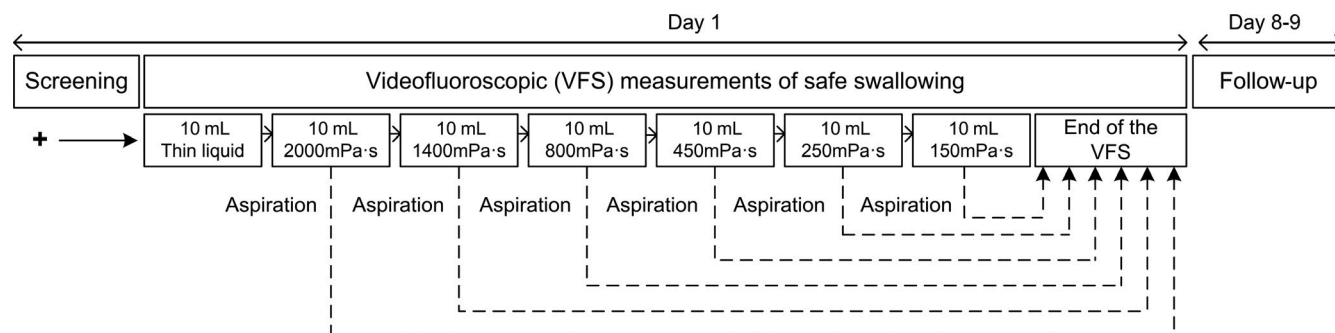 Day 1
Day 8-9
Screening
Videofluoroscopic (VFS) measurements of safe swallowing
Follow-up
+
10 mL
Thin liquid
10 mL
2000mPa·s
10 mL
1400mPa·s
10 mL
800mPa·s
10 mL
450mPa·s
10 mL
250mPa·s
10 mL
150mPa·s
End of the
VFS
Aspiration
Aspiration
Aspiration
Aspiration
Aspiration
Aspiration